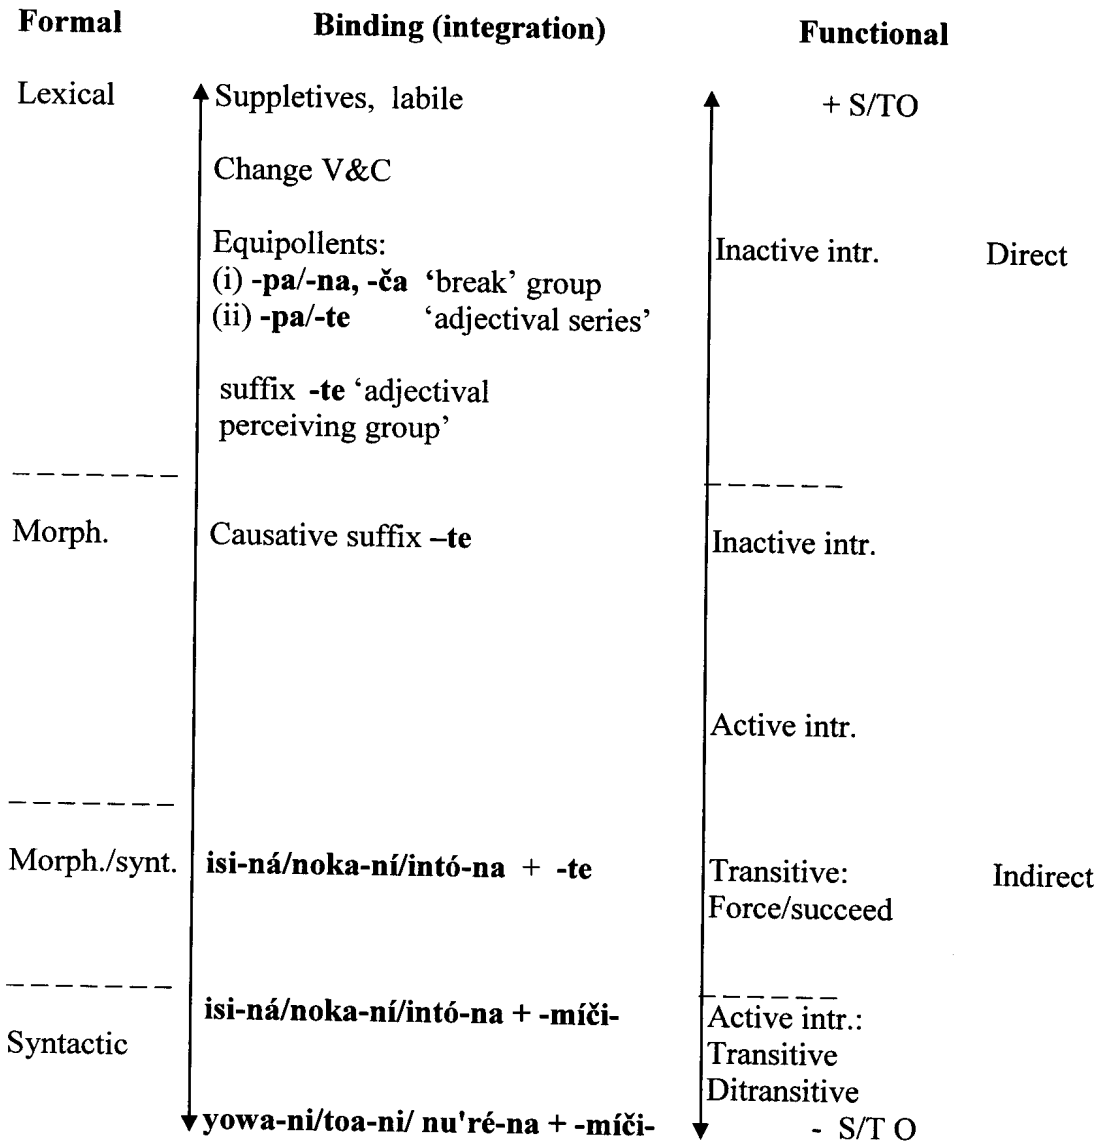 Formal Binding (integration) Functional
Lexical Suppletives, labile + S/TO
Change V&C
Equipollents: Inactive intr. Direct
(i) -pa/-na, -ča ‘break’ group
(ii) -pa/-te ‘adjectival series’
suffix -te ‘adjectival
perceiving group’
Morph. Causative suffix –te Inactive intr.
Active intr.
Morph./synt. isi-ná/noka-ní/intó-na + -te Transitive: Indirect
Force/succeed
isi-ná/noka-ní/intó-na + -míči- Active intr.:
Syntactic Transitive
Ditransitive
yowa-ni/toa-ni/ nu'ré-na + -míči- - S/T O